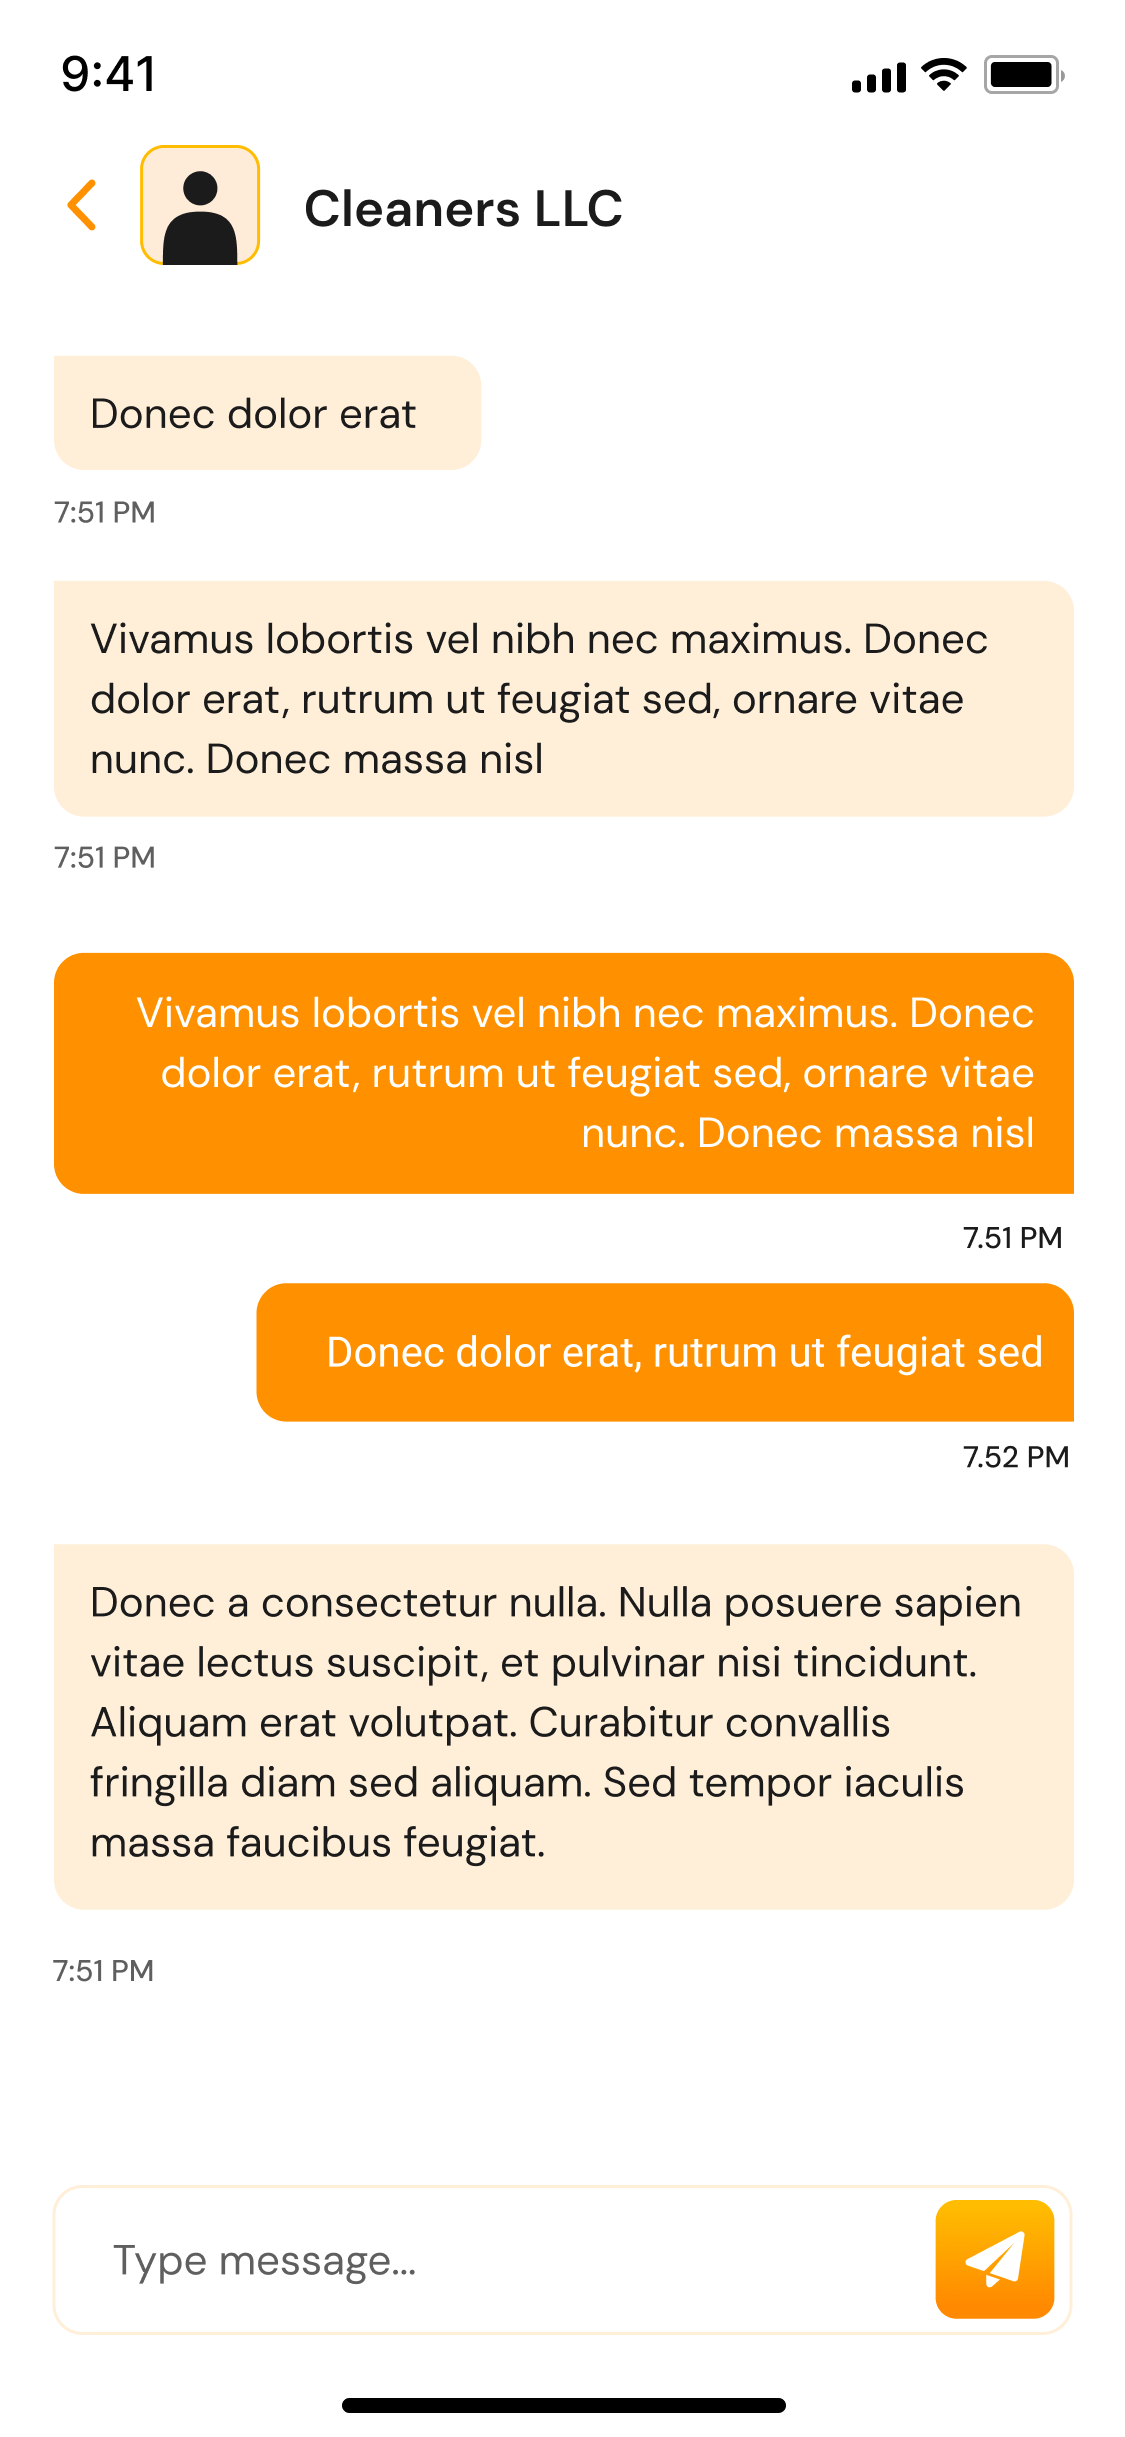 9:41
Cleaners LLC
Donec dolor erat
7:51 PM
Vivamus lobortis vel nibh nec maximus. Donec
dolor erat, rutrum ut feugiat sed, ornare vitae
nunc. Donec massa nisl
7:51 PM
Vivamus lobortis vel nibh nec maximus. Donec
dolor erat, rutrum ut feugiat sed, ornare vitae
nunc. Donec massa nisl
7.51 PM
Donec dolor erat, rutrum ut feugiat sed
7.52 PM
Donec a consectetur nulla. Nulla posuere sapien
vitae lectus suscipit, et pulvinar nisi tincidunt.
Aliquam erat volutpat. Curabitur convallis
fringilla diam sed aliquam. Sed tempor iaculis
massa faucibus feugiat.
7:51 PM
Type message...